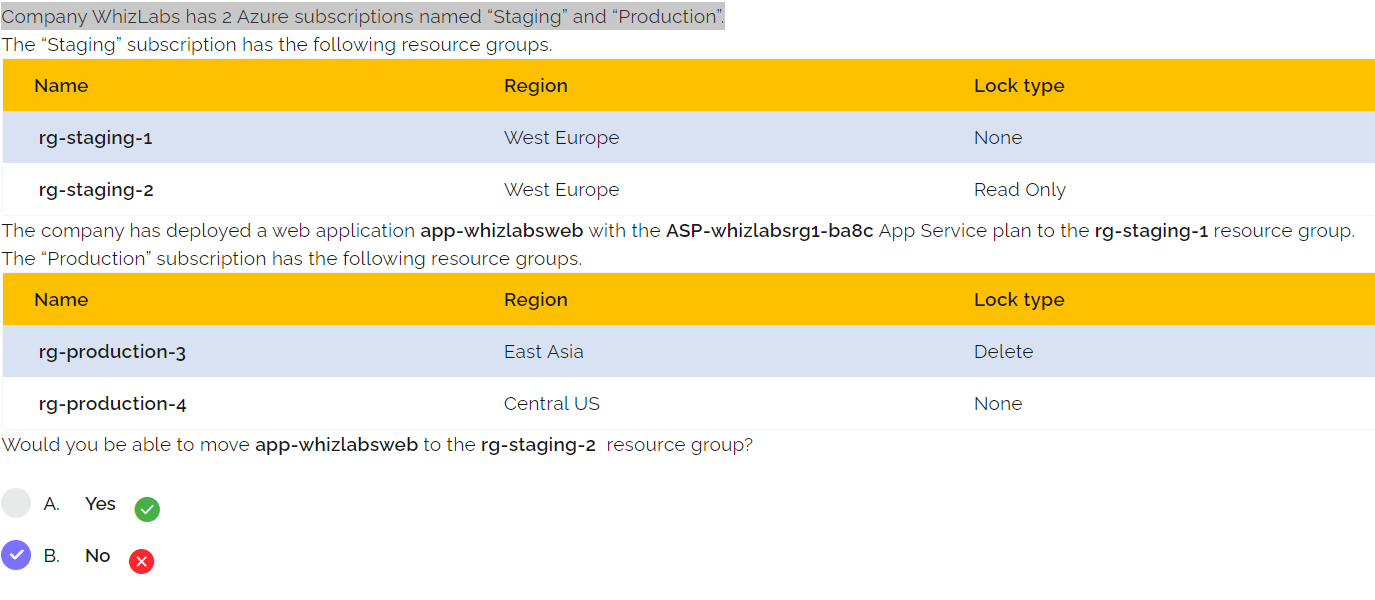 Company WhizLabs has 2 Azure subscriptions named “Staging” and “Production”.
The “Staging” subscription has the following resource groups.
Name Region Lock type
rg-staging-1 West Europe None
rg-staging-2 West Europe Read Only
The company has deployed a web application app-whizlabsweb with the ASP-whizlabsrg1-ba8c App Service plan to the rg-staging-1 resource group.
The “Production” subscription has the following resource groups.
Name Region Lock type
rg-production-3 East Asia Delete
rg-production-4 Central US None
Would you be able to move app-whizlabsweb to the rg-staging-2 resource group?
A. Yes
B. No